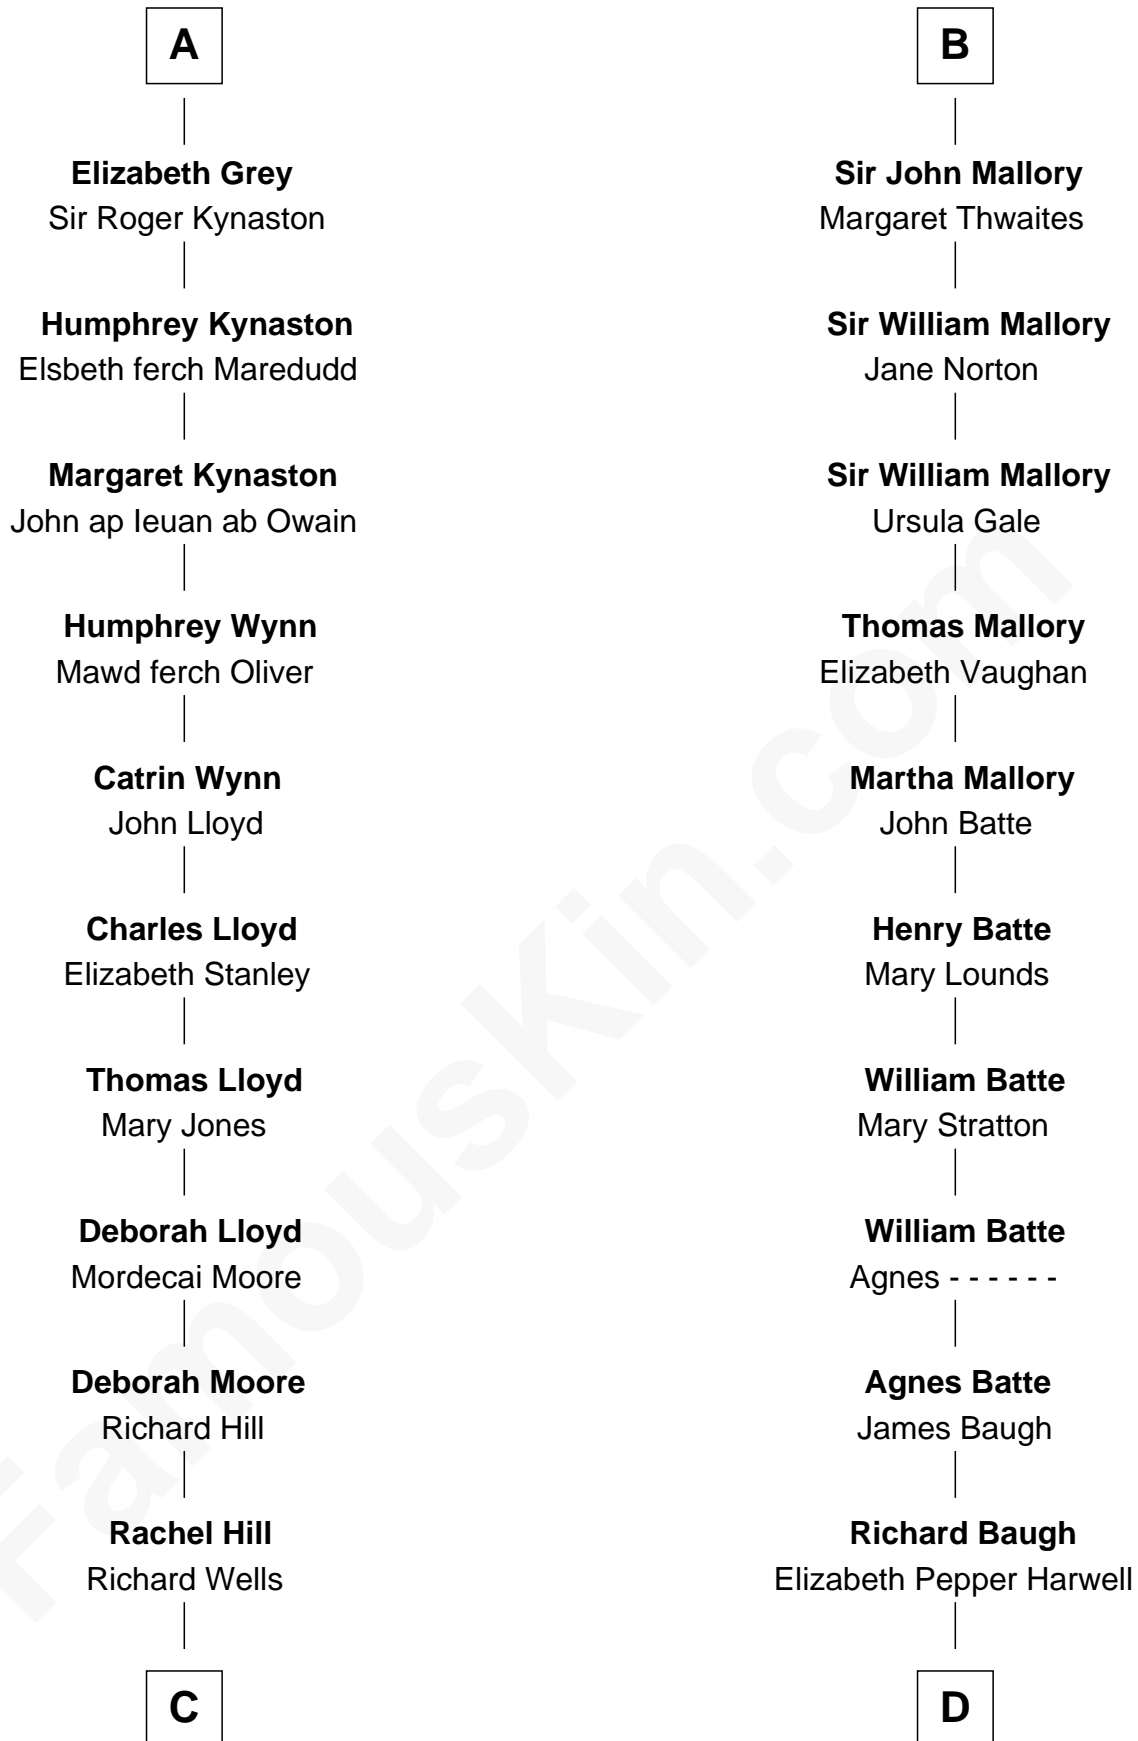 A
Elizabeth Grey
Sir Roger Kynaston
Humphrey Kynaston
Elsbeth ferch Maredudd
Margaret Kynaston
John ap Ieuan ab Owain
Humphrey Wynn
Mawd ferch Oliver
Catrin Wynn
John Lloyd
Charles Lloyd
Elizabeth Stanley
Thomas Lloyd
Mary Jones
Deborah Lloyd
Mordecai Moore
Deborah Moore
Richard Hill
Rachel Hill
Richard Wells
C
B
Sir John Mallory
Margaret Thwaites
Sir William Mallory
Jane Norton
Sir William Mallory
Ursula Gale
Thomas Mallory
Elizabeth Vaughan
Martha Mallory
John Batte
Henry Batte
Mary Lounds
William Batte
Mary Stratton
William Batte
Agnes - - - - - -
Agnes Batte
James Baugh
Richard Baugh
Elizabeth Pepper Harwell
D
FamousKin.com